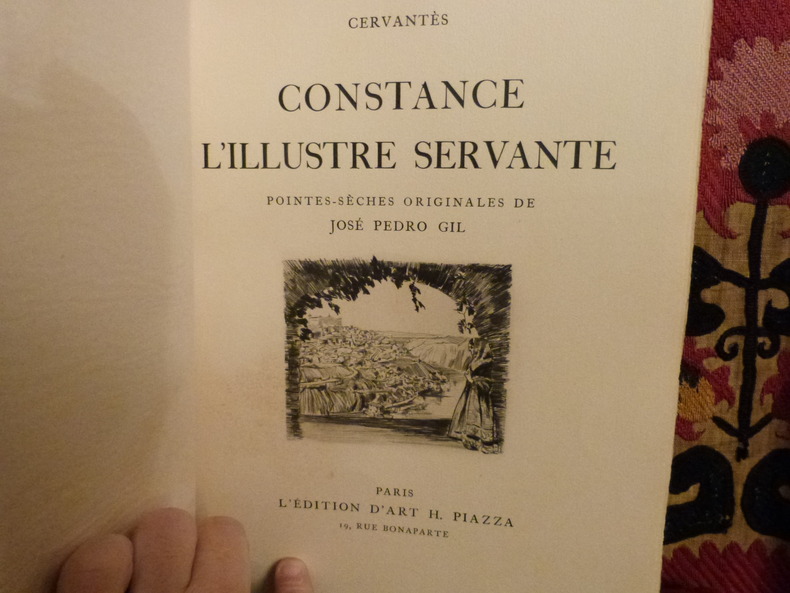 CERVANTÈS
CONSTANCE
L'ILLUSTRE SERVANTE
POINTES-SÈCHES ORIGINALES DE
JOSÉ PEDRO GIL
PARIS
L'ÉDITION D'ART H. PIAZZA
19, RUE BONAPARTE